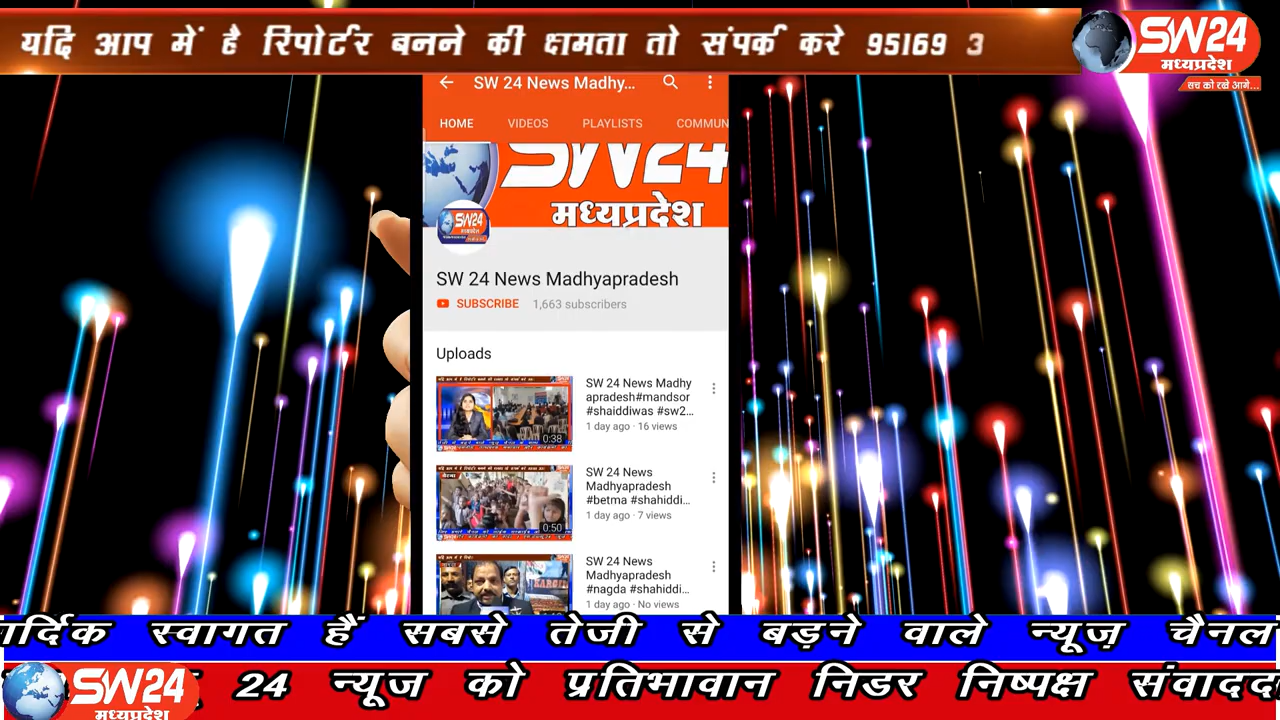 यदि आप में है रिपोर्टर बनने की क्षमता तो संपर्क करे 95169 3
SW24
मध्यप्रदेश
सच को रखे आगे...
SW 24 News Madhy...
HOME VIDEOS PLAYLISTS COMMUN
SW24
मध्यप्रदेश
SW24
SW 24 News Madhyapradesh
SUBSCRIBE 1,663 subscribers
Uploads
SW 24 News Madhy
apradesh#mandsor
#shaiddiwas #sw2...
1 day ago · 16 views
0:38
SW 24 News
Madhyapradesh
#betma #shahiddi...
1 day ago · 7 views
0:50
SW 24 News
Madhyapradesh
#nagda #shahiddi...
1 day ago · No views
र्दिक स्वागत हैं सबसे तेजी से बड़ने वाले न्यूज़ चैनल
SW24
मध्यप्रदेश
24 न्यूज को प्रतिभावान निडर निष्पक्ष संवादद